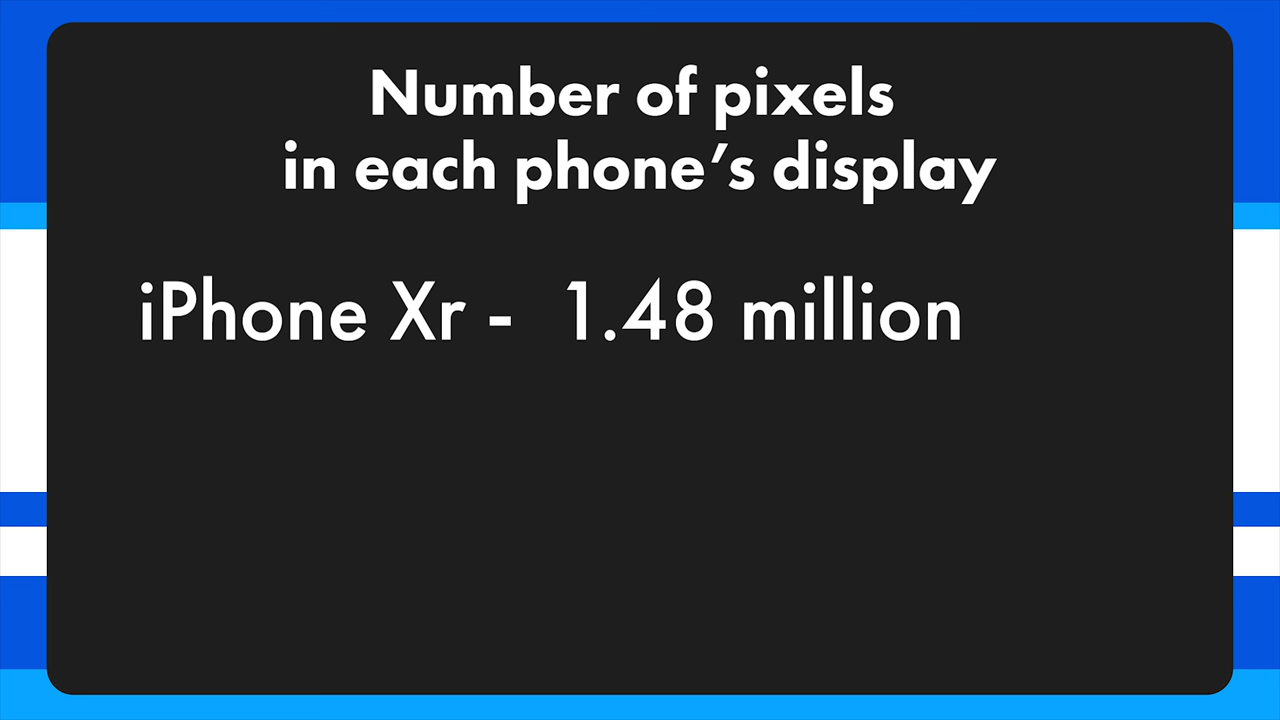 Number of pixels
in each phone’s display
iPhone Xr - 1.48 million